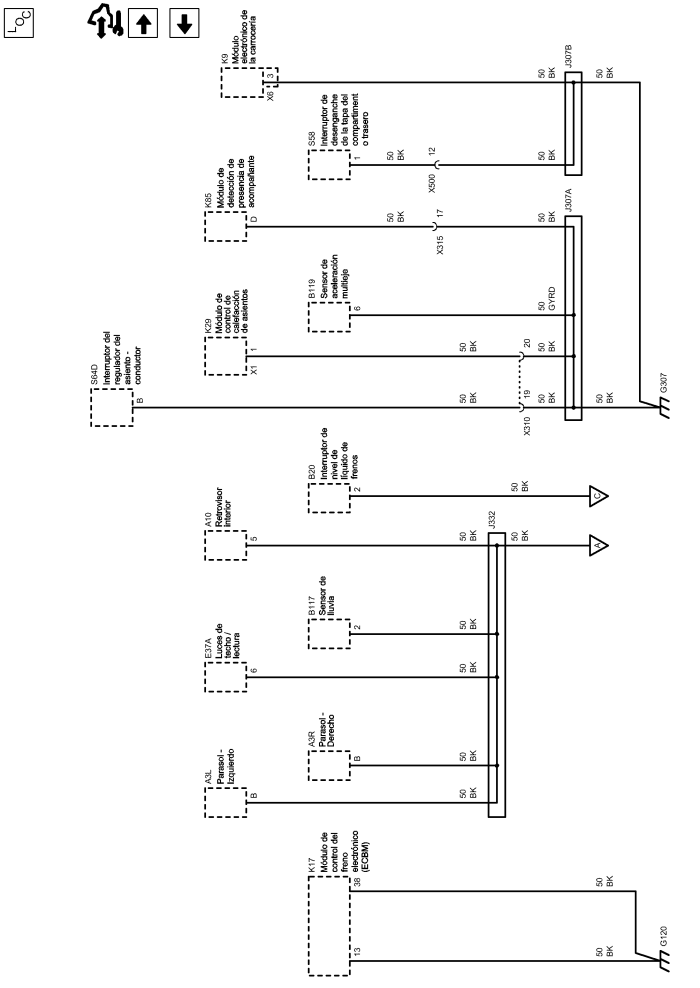 LOC
S64D
Interruptor del
regulador del
asiento -
conductor
B
A3L
Parasol -
Izquierdo
B
E37A
Luces de
techo /
lectura
6
A10
Retrovisor
interior
5
K29
Módulo de
control de
calefacción
de asientos
X1
1
K85
Módulo de
detección de
presencia de
acompañante
D
K9
Módulo
electrónico de
la carrocería
X6
3
K17
Módulo de
control del
freno
electrónico
(ECBM)
13
38
A3R
Parasol -
Derecho
B
B117
Sensor de
lluvia
2
B20
Interruptor de
nivel de
líquido de
frenos
2
B119
Sensor de
aceleración
multieje
6
S58
Interruptor de
desenganche
de la tapa del
compartiment
o trasero
1
50
BK
50
BK
X315
17
X500
12
50
BK
50
BK
50
BK
50
BK
50
BK
50
BK
J332
50
BK
50
BK
X310
19
20
50
BK
50
BK
50
GYRD
50
BK
50
BK
50
BK
J307A
J307B
50
BK
50
BK
50
BK
50
BK
50
BK
A
C
G120
G307